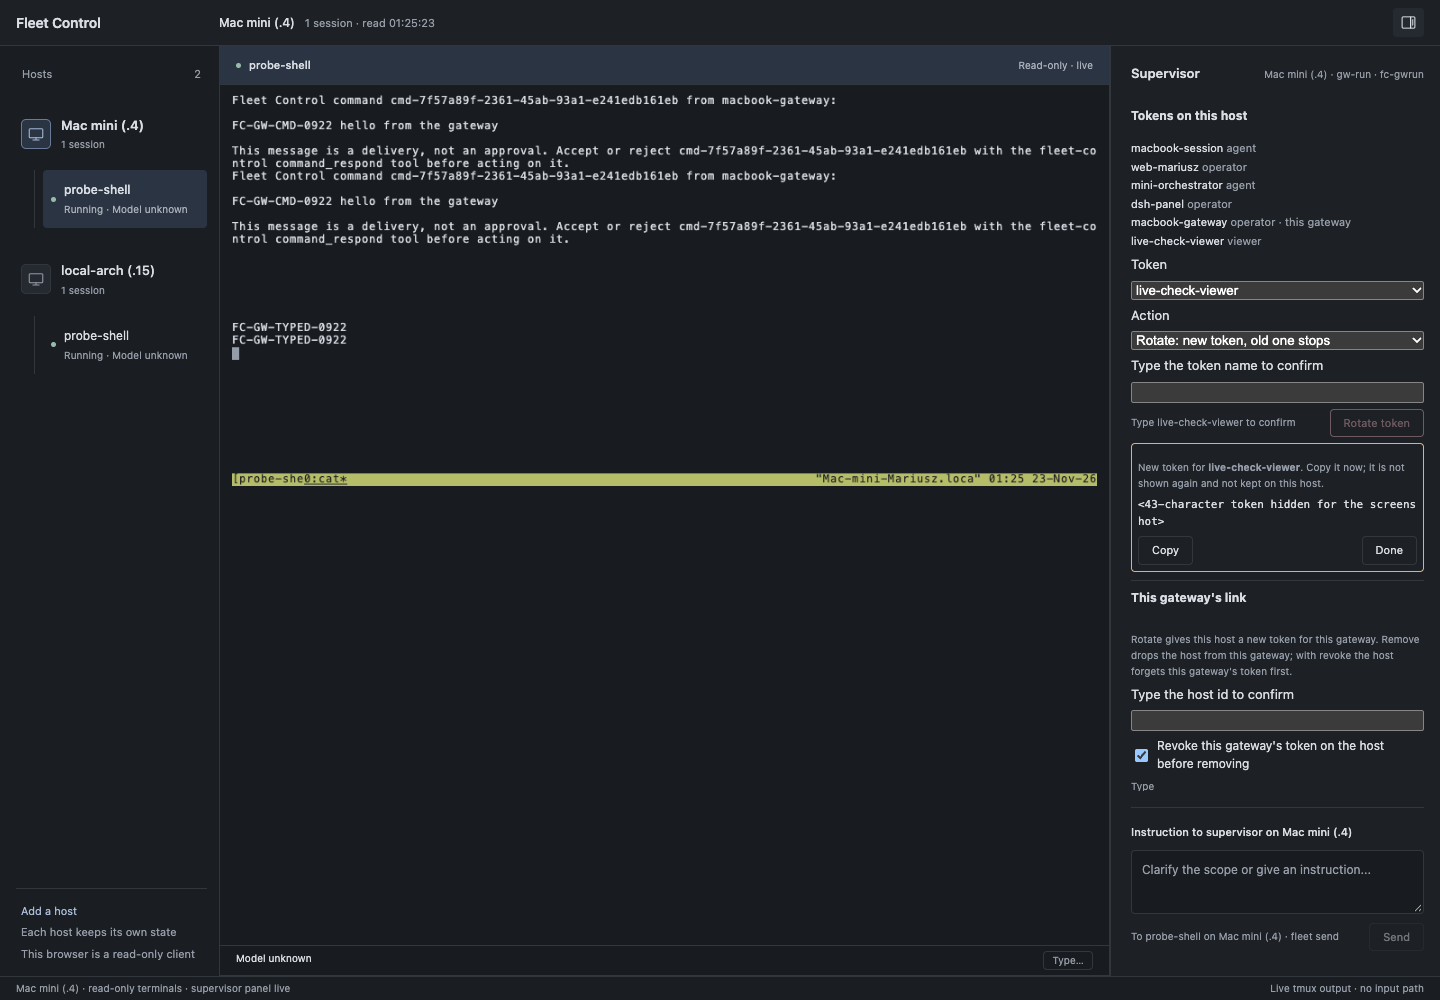 Fleet Control
Mac mini (.4) 1 session · read 01:25:23
Hosts 2
Mac mini (.4)
1 session
probe-shell
Running · Model unknown
local-arch (.15)
1 session
probe-shell
Running · Model unknown
Add a host
Each host keeps its own state
This browser is a read-only client
probe-shell Read-only · live
Fleet Control command cmd-7f57a89f-2361-45ab-93a1-e241edb161eb from macbook-gateway:
FC-GW-CMD-0922 hello from the gateway
This message is a delivery, not an approval. Accept or reject cmd-7f57a89f-2361-45ab-93a1-e241edb161eb with the fleet-co
ntrol command_respond tool before acting on it.
Fleet Control command cmd-7f57a89f-2361-45ab-93a1-e241edb161eb from macbook-gateway:
FC-GW-CMD-0922 hello from the gateway
This message is a delivery, not an approval. Accept or reject cmd-7f57a89f-2361-45ab-93a1-e241edb161eb with the fleet-co
ntrol command_respond tool before acting on it.
FC-GW-TYPED-0922
FC-GW-TYPED-0922
[probe-she0:cat* "Mac-mini-Mariusz.loca" 01:25 23-Nov-26
Model unknown Type...
Supervisor Mac mini (.4) · gw-run · fc-gwrun
Tokens on this host
macbook-session agent
web-mariusz operator
mini-orchestrator agent
dsh-panel operator
macbook-gateway operator · this gateway
live-check-viewer viewer
Token
live-check-viewer
Action
Rotate: new token, old one stops
Type the token name to confirm
Type live-check-viewer to confirm Rotate token
New token for live-check-viewer. Copy it now; it is not
shown again and not kept on this host.
<43-character token hidden for the screens
hot>
Copy Done
This gateway's link
Rotate gives this host a new token for this gateway. Remove
drops the host from this gateway; with revoke the host
forgets this gateway's token first.
Type the host id to confirm
Revoke this gateway's token on the host
before removing
Type
Instruction to supervisor on Mac mini (.4)
Clarify the scope or give an instruction...
To probe-shell on Mac mini (.4) · fleet send Send
Mac mini (.4) · read-only terminals · supervisor panel live Live tmux output · no input path